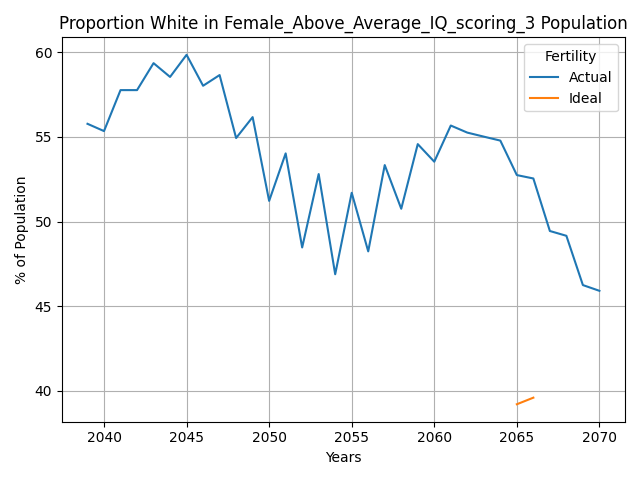 Proportion White in Female_Above_Average_IQ_scoring_3 Population
Fertility
Actual
Ideal
% of Population
60
55
50
45
40
2040 2045 2050 2055 2060 2065 2070
Years